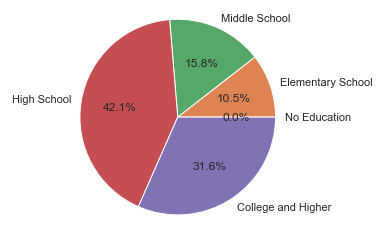 Middle School
15.8%
Elementary School
10.5%
High School
42.1%
0.0%
No Education
31.6%
College and Higher